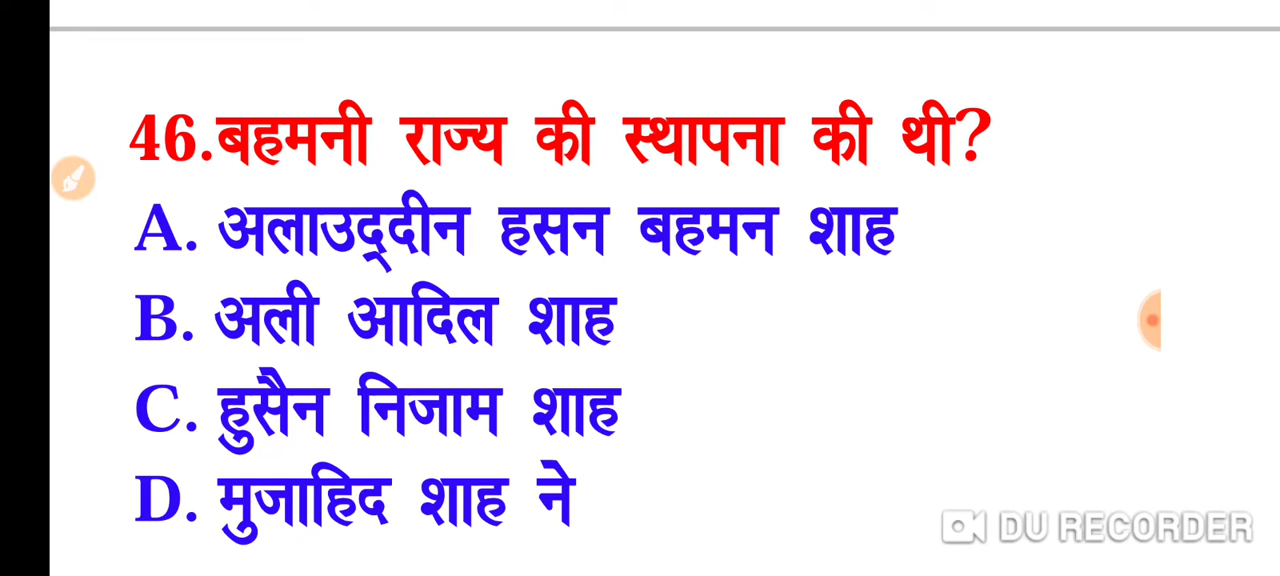 46.बहमनी राज्य की स्थापना की थी?
A. अलाउद्‌दीन हसन बहमन शाह
B. अली आदिल शाह
C. हुसैन निजाम शाह
D. मुजाहिद शाह ने
DU RECORDER